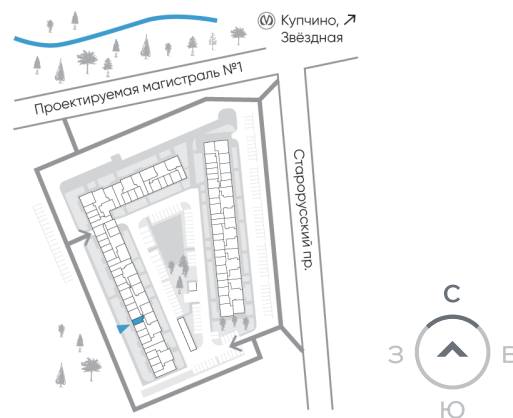 Купчино, ↗
Звёздная
Проектируемая магистраль №1
Старорусский пр.
С
З
В
Ю